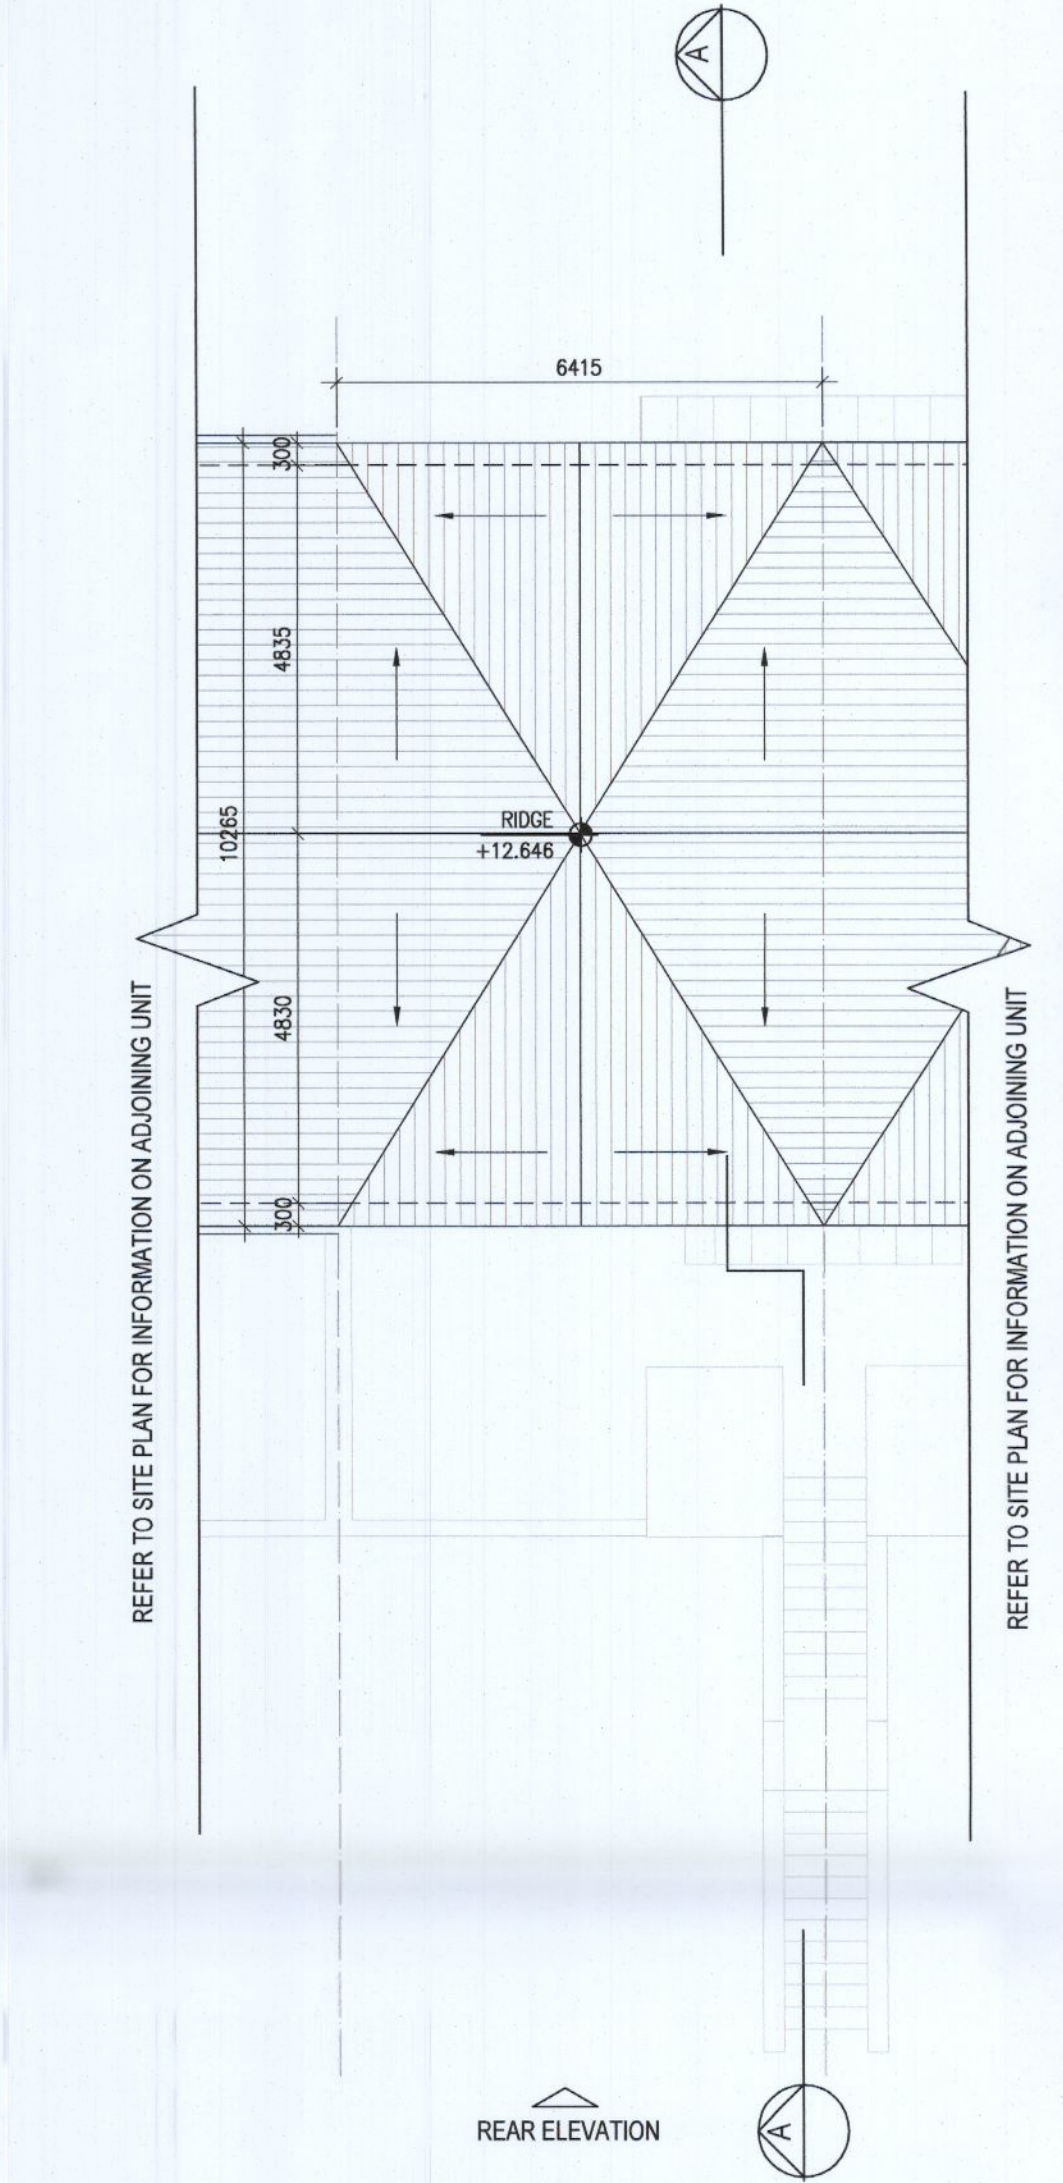 A
6415
300
4835
10265
RIDGE
+12.646
4830
300
REFER TO SITE PLAN FOR INFORMATION ON ADJOINING UNIT
REFER TO SITE PLAN FOR INFORMATION ON ADJOINING UNIT
REAR ELEVATION
A